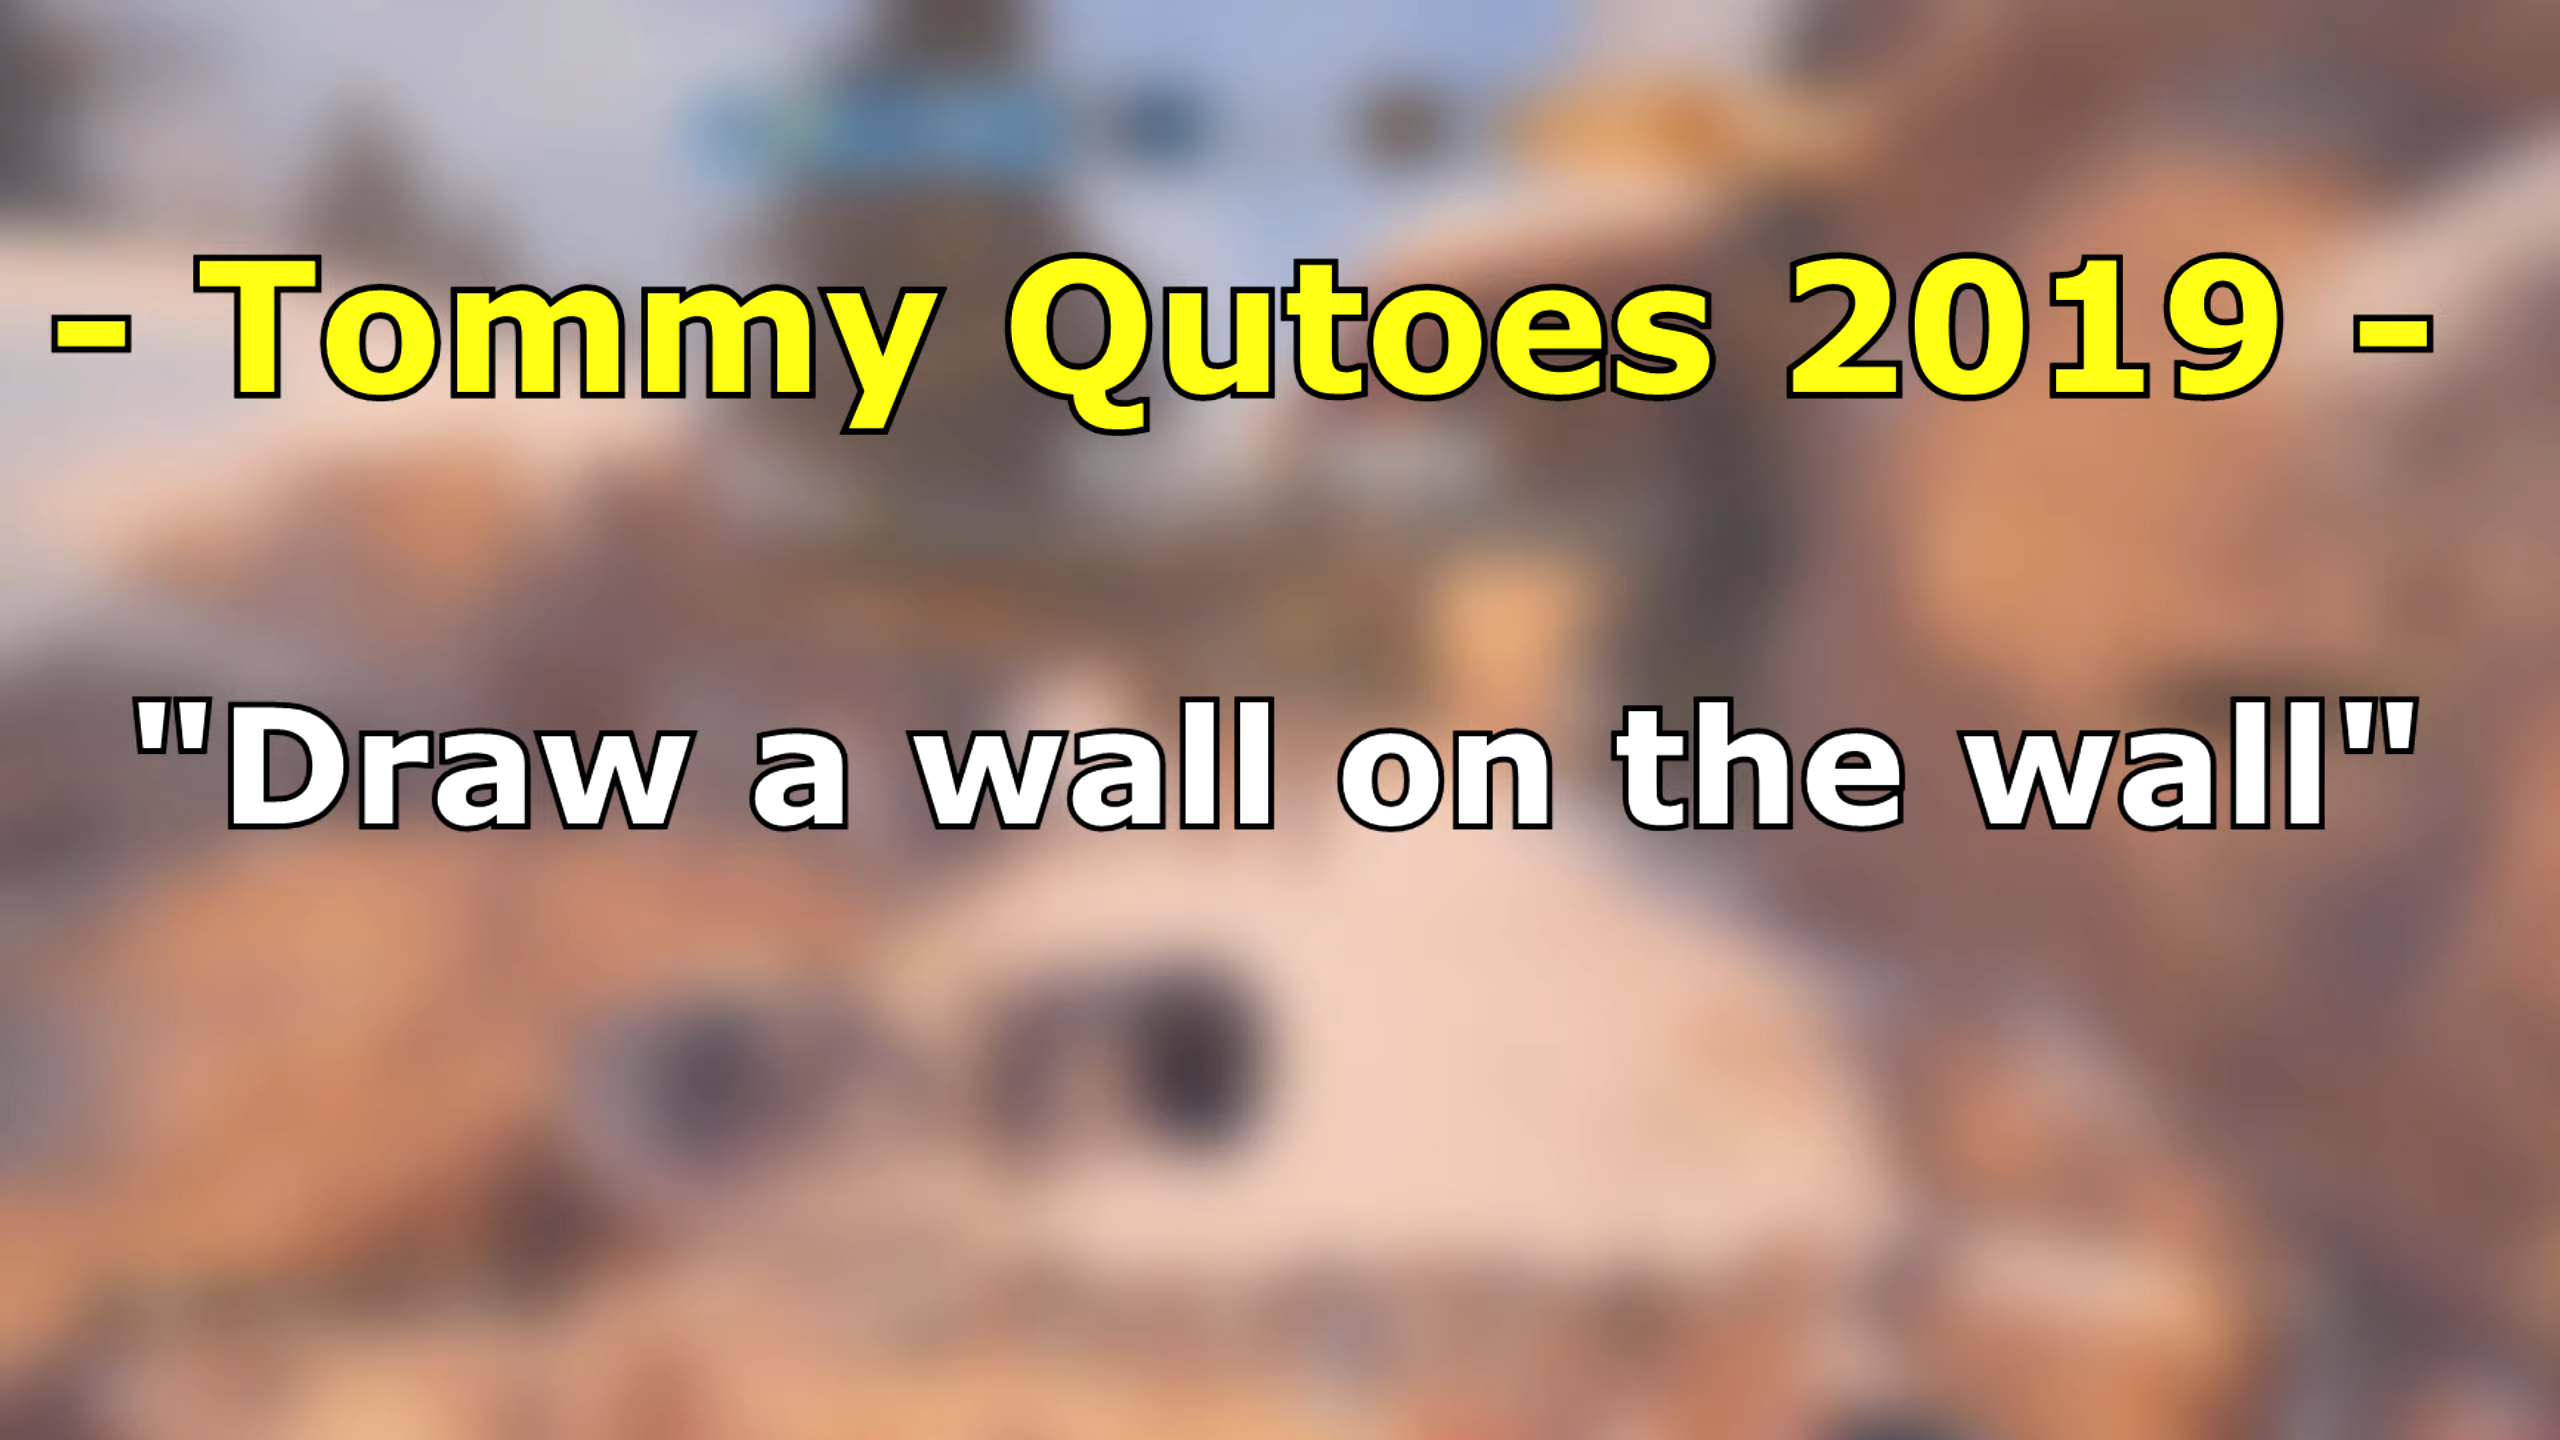 - Tommy Qutoes 2019 -
"Draw a wall on the wall"